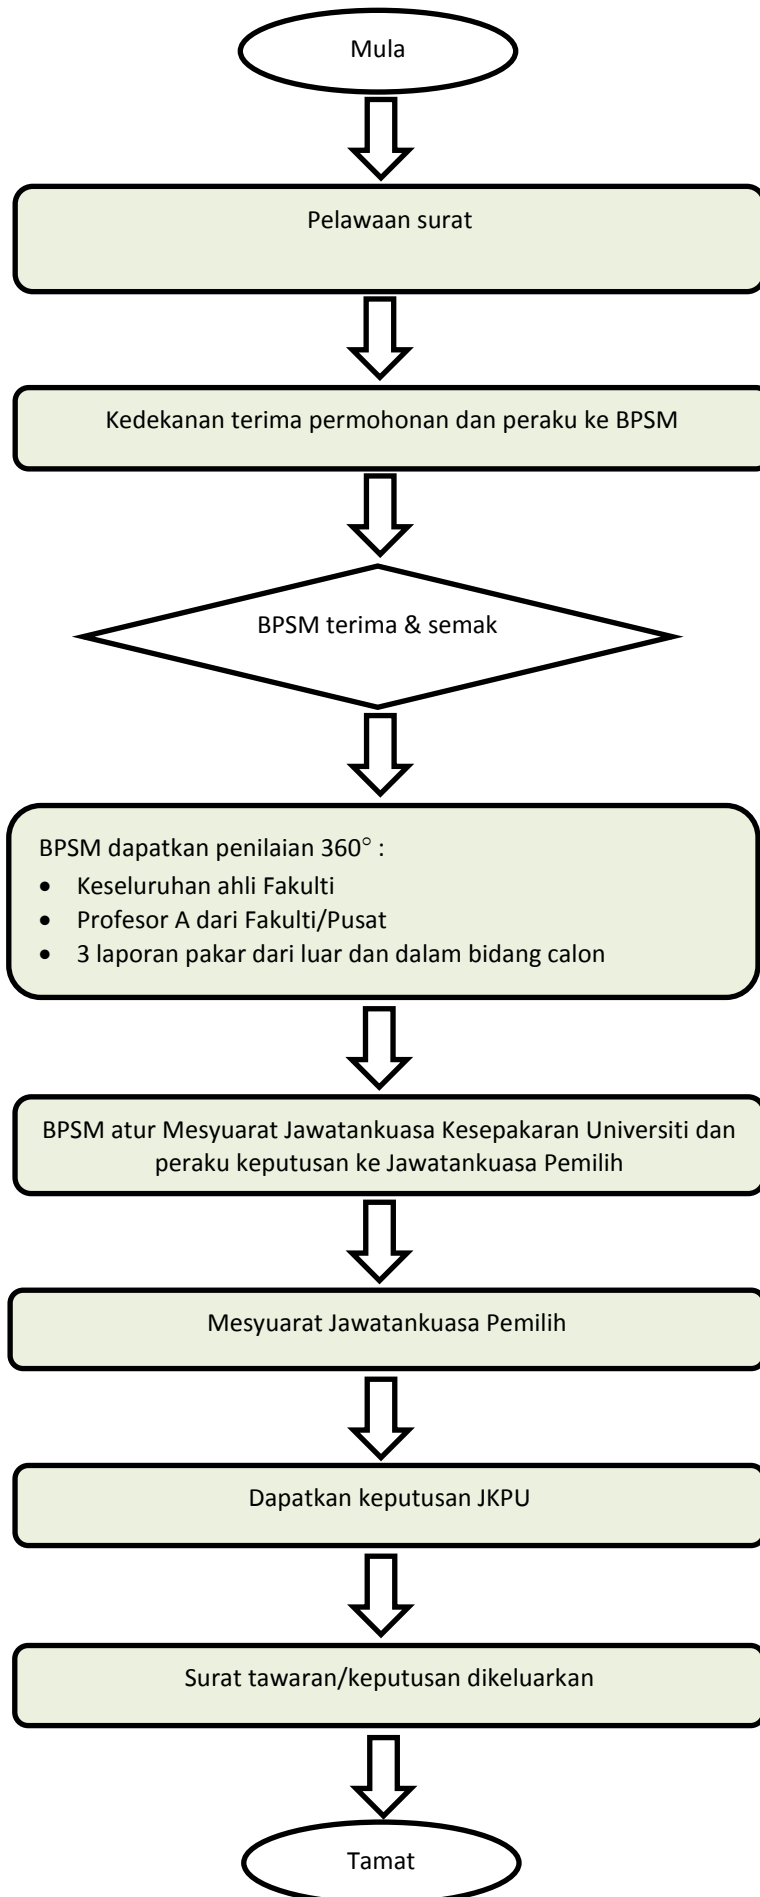 Mula
Pelawaan surat
Kedekanan terima permohonan dan peraku ke BPSM
BPSM terima & semak
BPSM dapatkan penilaian 360° :
• Keseluruhan ahli Fakulti
• Profesor A dari Fakulti/Pusat
• 3 laporan pakar dari luar dan dalam bidang calon
BPSM atur Mesyuarat Jawatankuasa Kesepakaran Universiti dan
peraku keputusan ke Jawatankuasa Pemilih
Mesyuarat Jawatankuasa Pemilih
Dapatkan keputusan JKPU
Surat tawaran/keputusan dikeluarkan
Tamat